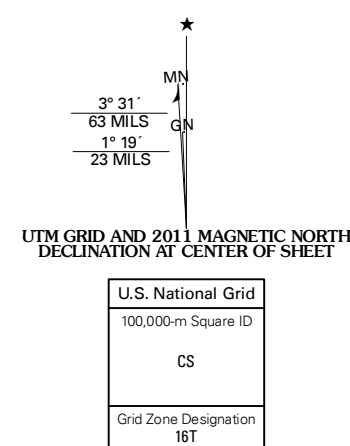 MN
3° 31´
63 MILS
GN
1° 19´
23 MILS
UTM GRID AND 2011 MAGNETIC NORTH
DECLINATION AT CENTER OF SHEET
U.S. National Grid
100,000-m Square ID
CS
Grid Zone Designation
16T